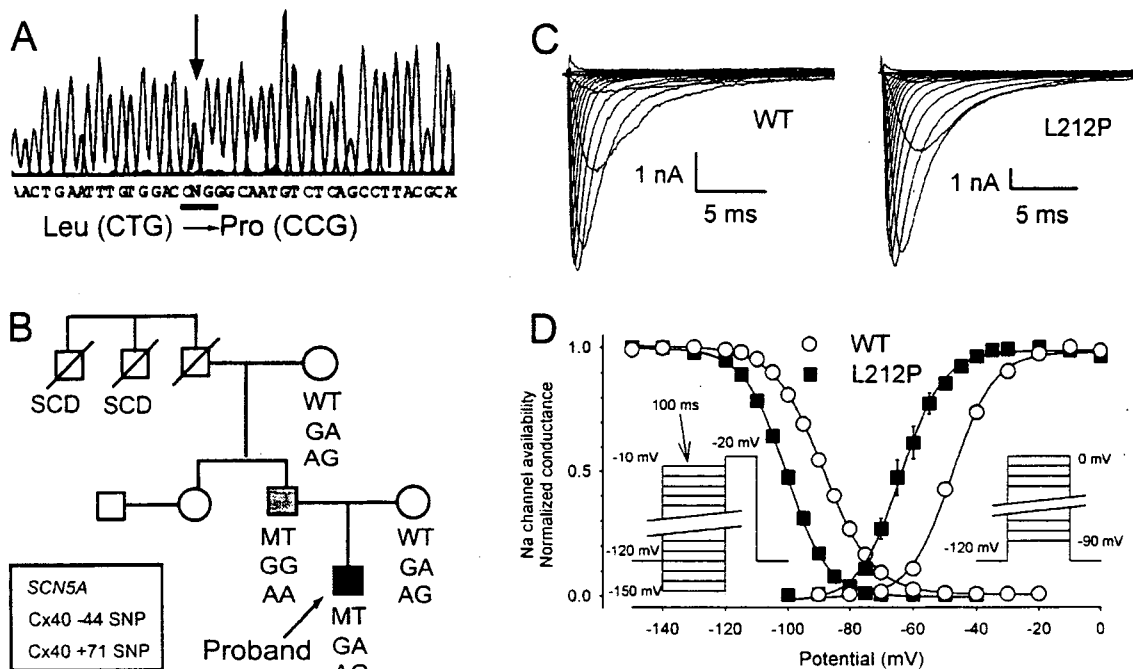 A
ACTGAATTTGTGGACCNGGGCAATGTCTCAGCCTTACGCA
Leu (CTG) → Pro (CCG)
B
SCD
SCD
WT
GA
AG
MT
GG
AA
WT
GA
AG
MT
GA
Proband
SCN5A
Cx40 -44 SNP
Cx40 +71 SNP
C
WT
1 nA
5 ms
L212P
1 nA
5 ms
D
WT
L212P
Na channel availability
Normalized conductance
1.0
0.5
0.0
100 ms
-10 mV
-20 mV
-120 mV
-150 mV
0 mV
-120 mV
-90 mV
-140
-120
-100
-80
-60
-40
-20
0
Potential (mV)